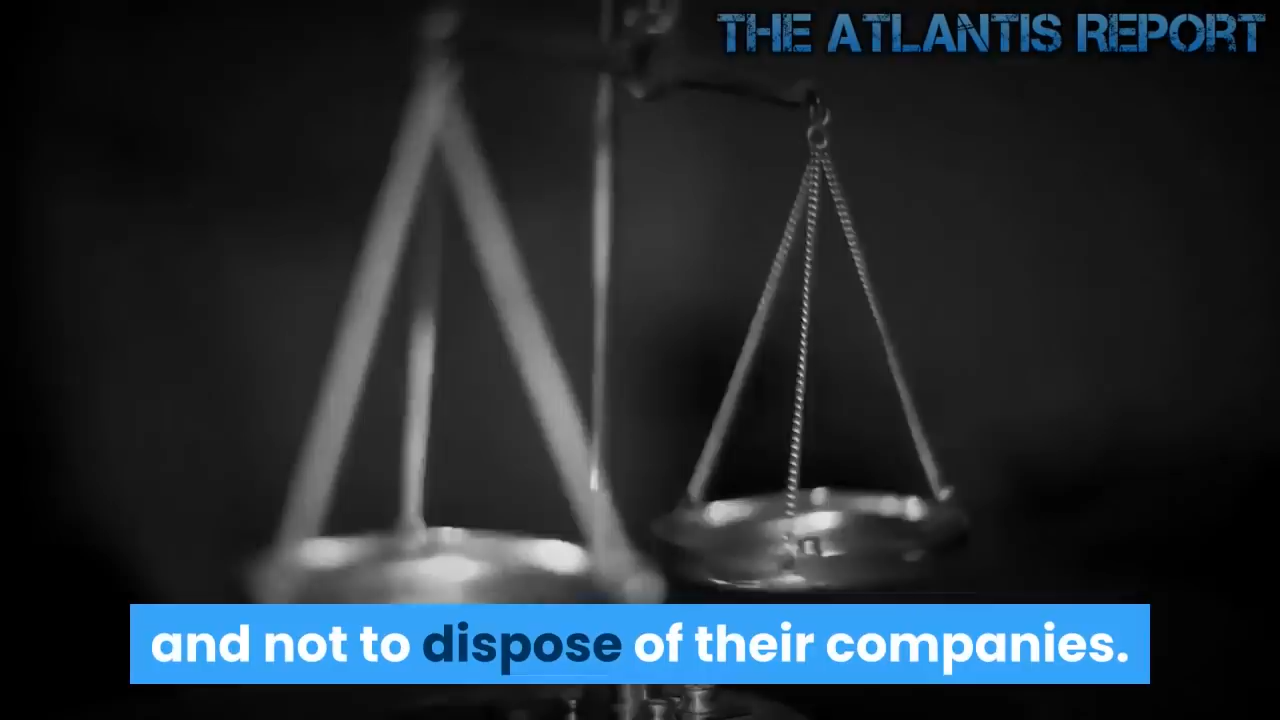 THE ATLANTIS REPORT
and not to dispose of their companies.